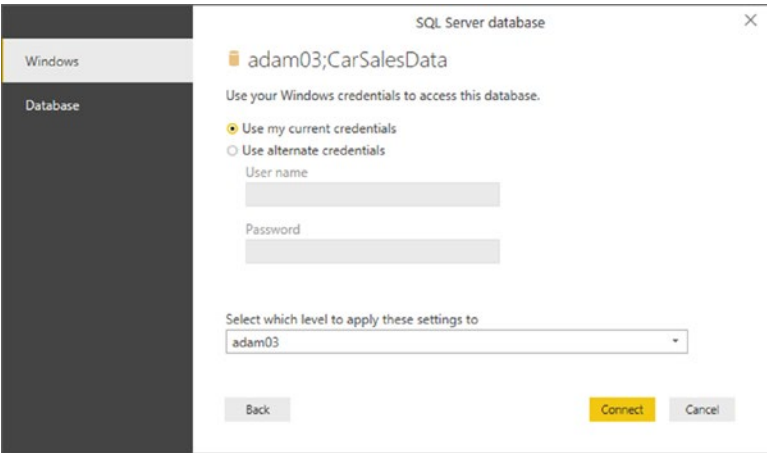 SQL Server database
Windows
Database
adam03;CarSalesData
Use your Windows credentials to access this database.
Use my current credentials
Use alternate credentials
User name
Password
Select which level to apply these settings to
adam03
Back
Connect
Cancel